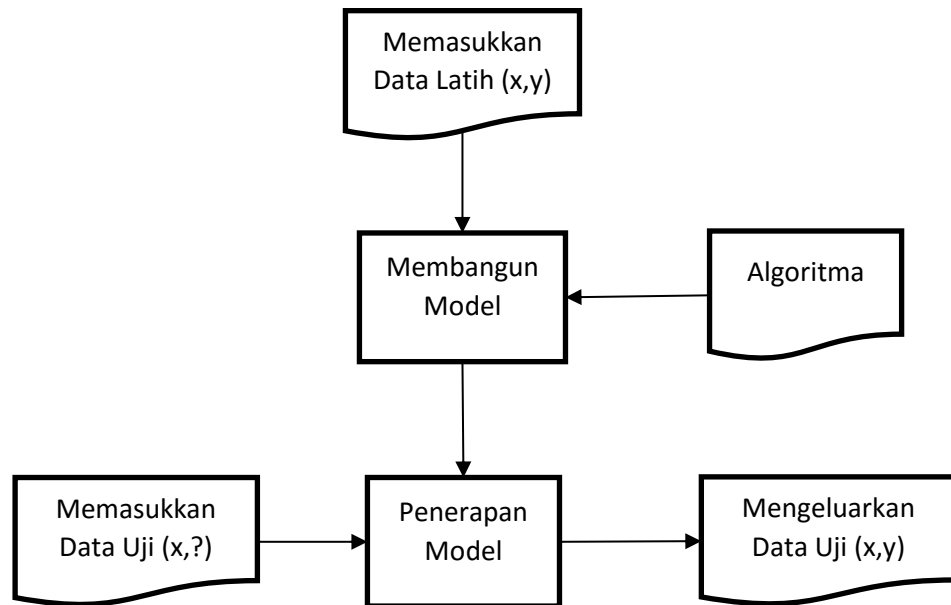 Memasukkan
Data Latih (x,y)
Membangun
Model
Algoritma
Memasukkan
Data Uji (x,?)
Penerapan
Model
Mengeluarkan
Data Uji (x,y)